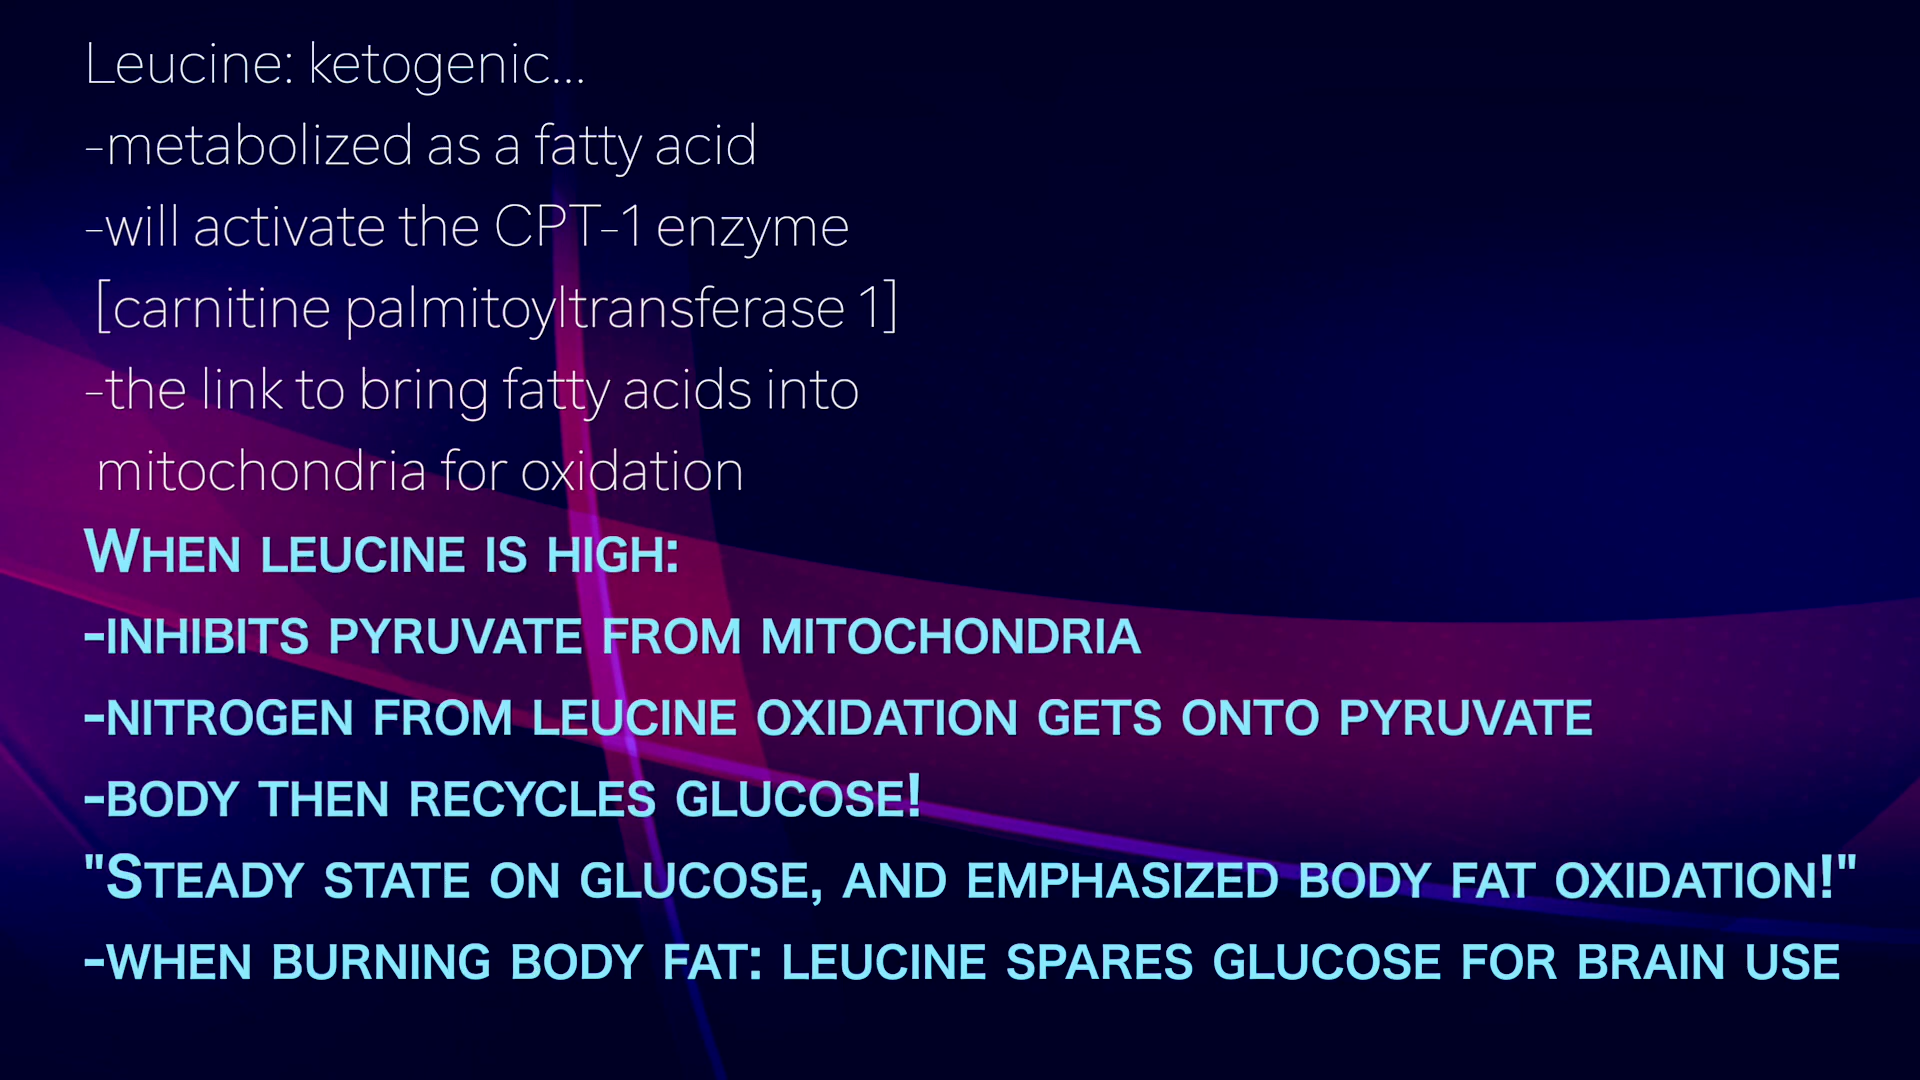 Leucine: ketogenic...
-metabolized as a fatty acid
-will activate the CPT-1 enzyme
[carnitine palmitoyltransferase 1]
-the link to bring fatty acids into
mitochondria for oxidation
When leucine is high:
-inhibits pyruvate from mitochondria
-nitrogen from leucine oxidation gets onto pyruvate
-body then recycles glucose!
"Steady state on glucose, and emphasized body fat oxidation!"
-when burning body fat: leucine spares glucose for brain use